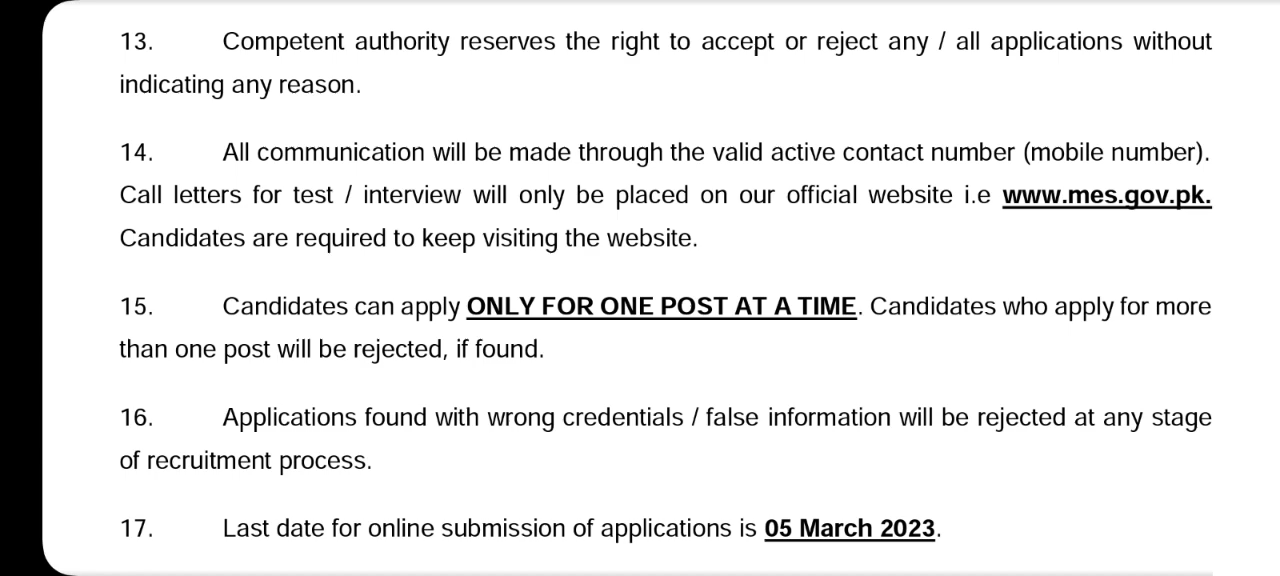 13. Competent authority reserves the right to accept or reject any / all applications without
indicating any reason.
14. All communication will be made through the valid active contact number (mobile number).
Call letters for test / interview will only be placed on our official website i.e www.mes.gov.pk.
Candidates are required to keep visiting the website.
15. Candidates can apply ONLY FOR ONE POST AT A TIME. Candidates who apply for more
than one post will be rejected, if found.
16. Applications found with wrong credentials / false information will be rejected at any stage
of recruitment process.
17. Last date for online submission of applications is 05 March 2023.